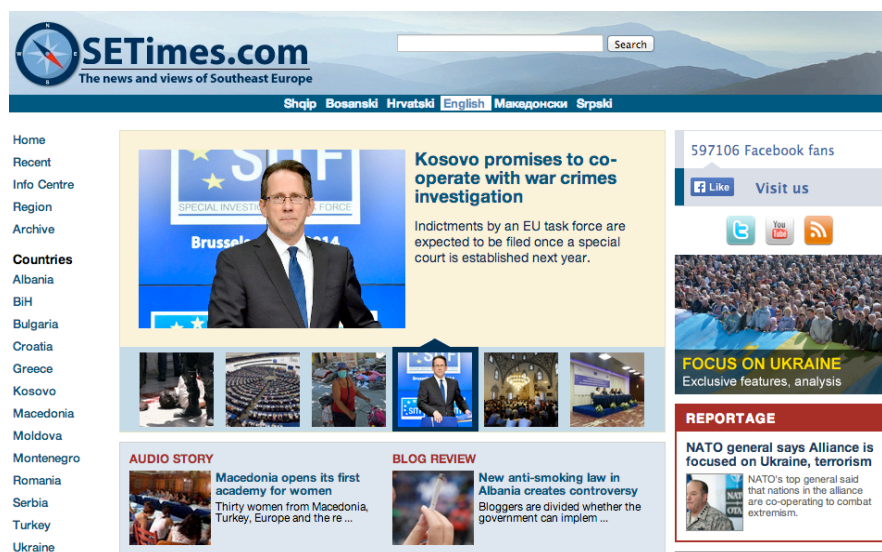 SETimes.com
The news and views of Southeast Europe
Search
Shqip Bosanski Hrvatski English Македонски Srpski
Home
Recent
Info Centre
Region
Archive
Countries
Albania
BiH
Bulgaria
Croatia
Greece
Kosovo
Macedonia
Moldova
Montenegro
Romania
Serbia
Turkey
Ukraine
SITF
SPECIAL INVESTI
FORCE
Brussels
2014
Kosovo promises to co-
operate with war crimes
investigation
Indictments by an EU task force are
expected to be filed once a special
court is established next year.
AUDIO STORY
Macedonia opens its first
academy for women
Thirty women from Macedonia,
Turkey, Europe and the re ...
BLOG REVIEW
New anti-smoking law in
Albania creates controversy
Bloggers are divided whether the
government can implem ...
597106 Facebook fans
Like
Visit us
You
Tube
FOCUS ON UKRAINE
Exclusive features, analysis
REPORTAGE
NATO general says Alliance is
focused on Ukraine, terrorism
NATO's top general said
that nations in the alliance
are co-operating to combat
extremism.